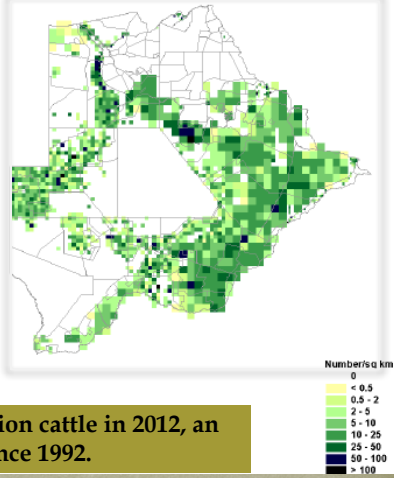 Number/sq km
0
< 0.5
0.5 - 2
2 - 5
5 - 10
10 - 25
25 - 50
50 - 100
> 100
ion cattle in 2012, an
nce 1992.